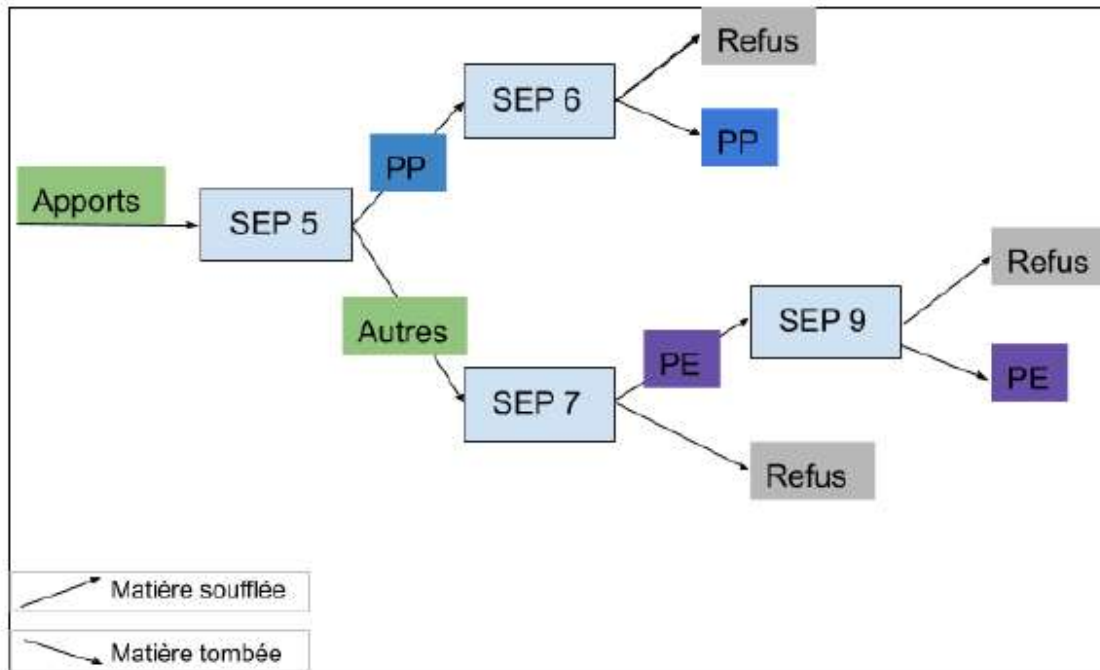 Refus
SEP 6
PP
PP
Apports
SEP 5
Refus
SEP 9
Autres
PE
PE
SEP 7
Refus
Matière soufflée
Matière tombée